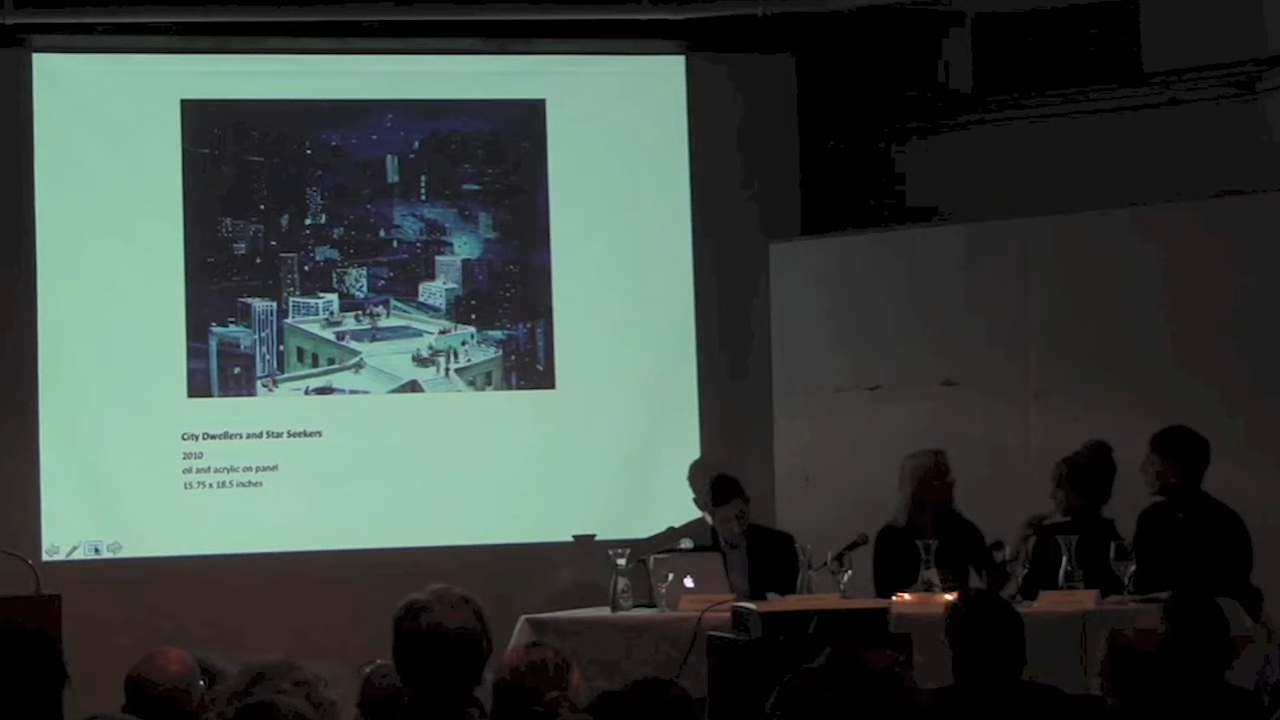 City Dwellers and Star Seekers
2010
oil and acrylic on panel
15.75 x 18.5 inches